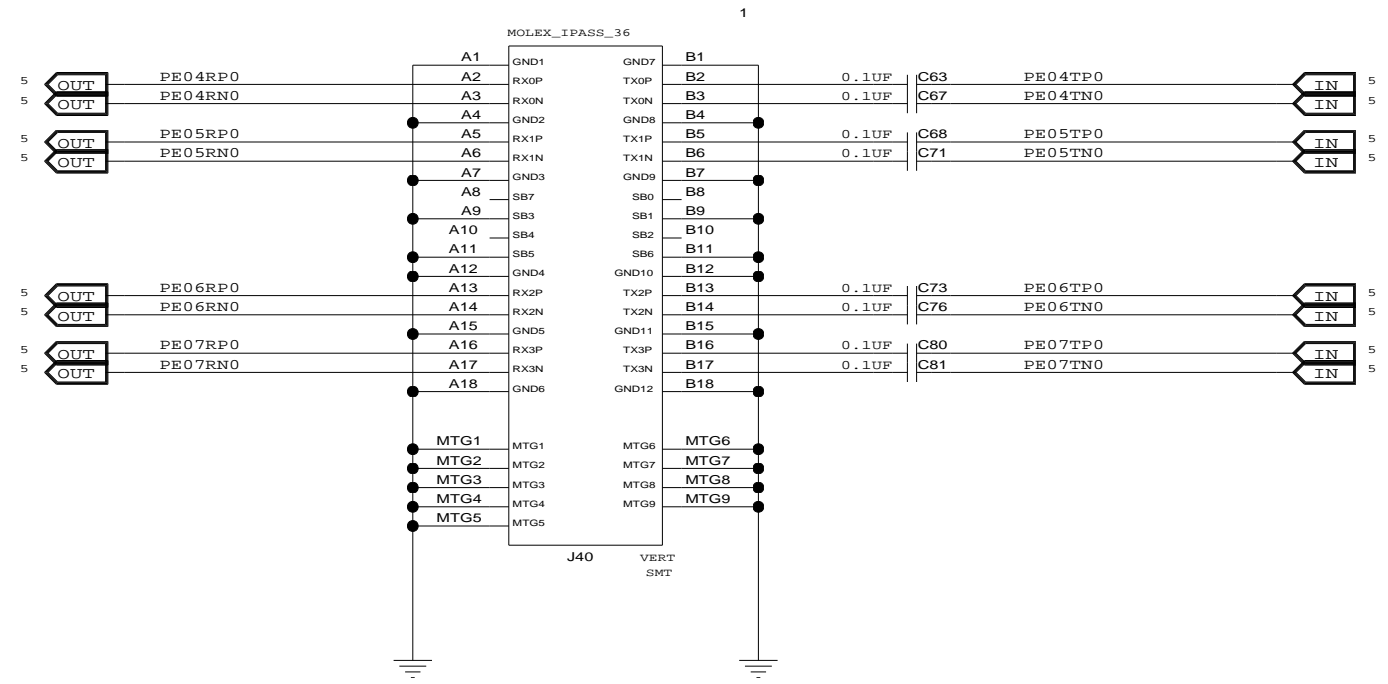 1
MOLEX_IPASS_36
A1 GND1 GND7 B1
5 OUT PE04RP0 A2 RX0P TX0P B2 0.1UF C63 PE04TP0 IN 5
5 OUT PE04RN0 A3 RX0N TX0N B3 0.1UF C67 PE04TN0 IN 5
A4 GND2 GND8 B4
5 OUT PE05RP0 A5 RX1P TX1P B5 0.1UF C68 PE05TP0 IN 5
5 OUT PE05RN0 A6 RX1N TX1N B6 0.1UF C71 PE05TN0 IN 5
A7 GND3 GND9 B7
A8 SB7 SB0 B8
A9 SB3 SB1 B9
A10 SB4 SB2 B10
A11 SB5 SB6 B11
A12 GND4 GND10 B12
5 OUT PE06RP0 A13 RX2P TX2P B13 0.1UF C73 PE06TP0 IN 5
5 OUT PE06RN0 A14 RX2N TX2N B14 0.1UF C76 PE06TN0 IN 5
A15 GND5 GND11 B15
5 OUT PE07RP0 A16 RX3P TX3P B16 0.1UF C80 PE07TP0 IN 5
5 OUT PE07RN0 A17 RX3N TX3N B17 0.1UF C81 PE07TN0 IN 5
A18 GND6 GND12 B18
MTG1 MTG1 MTG6 MTG6
MTG2 MTG2 MTG7 MTG7
MTG3 MTG3 MTG8 MTG8
MTG4 MTG4 MTG9 MTG9
MTG5 MTG5
J40 VERT
SMT